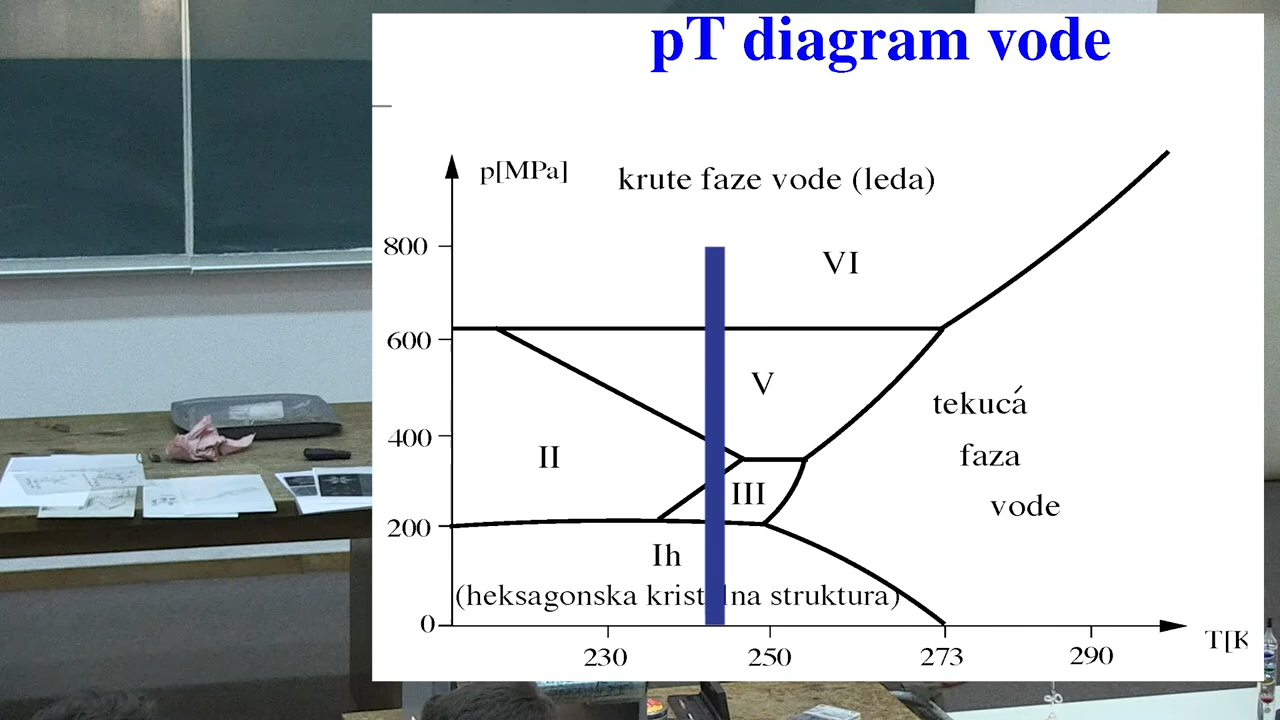 pT diagram vode
p[MPa]
krute faze vode (leda)
800
VI
600
V
tekucá
400
II
faza
III
vode
200
Ih
(heksagonska krist lna struktura)
0
T[K
230
250
273
290